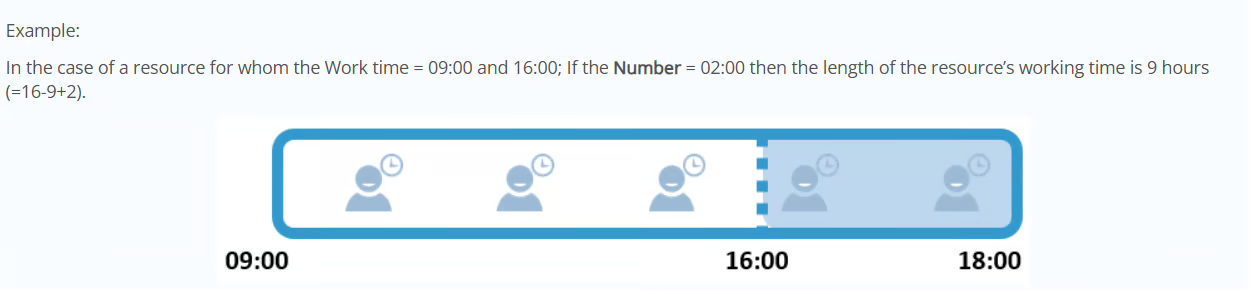 Example:
In the case of a resource for whom the Work time = 09:00 and 16:00; If the Number = 02:00 then the length of the resource’s working time is 9 hours
(=16-9+2).
09:00 16:00 18:00